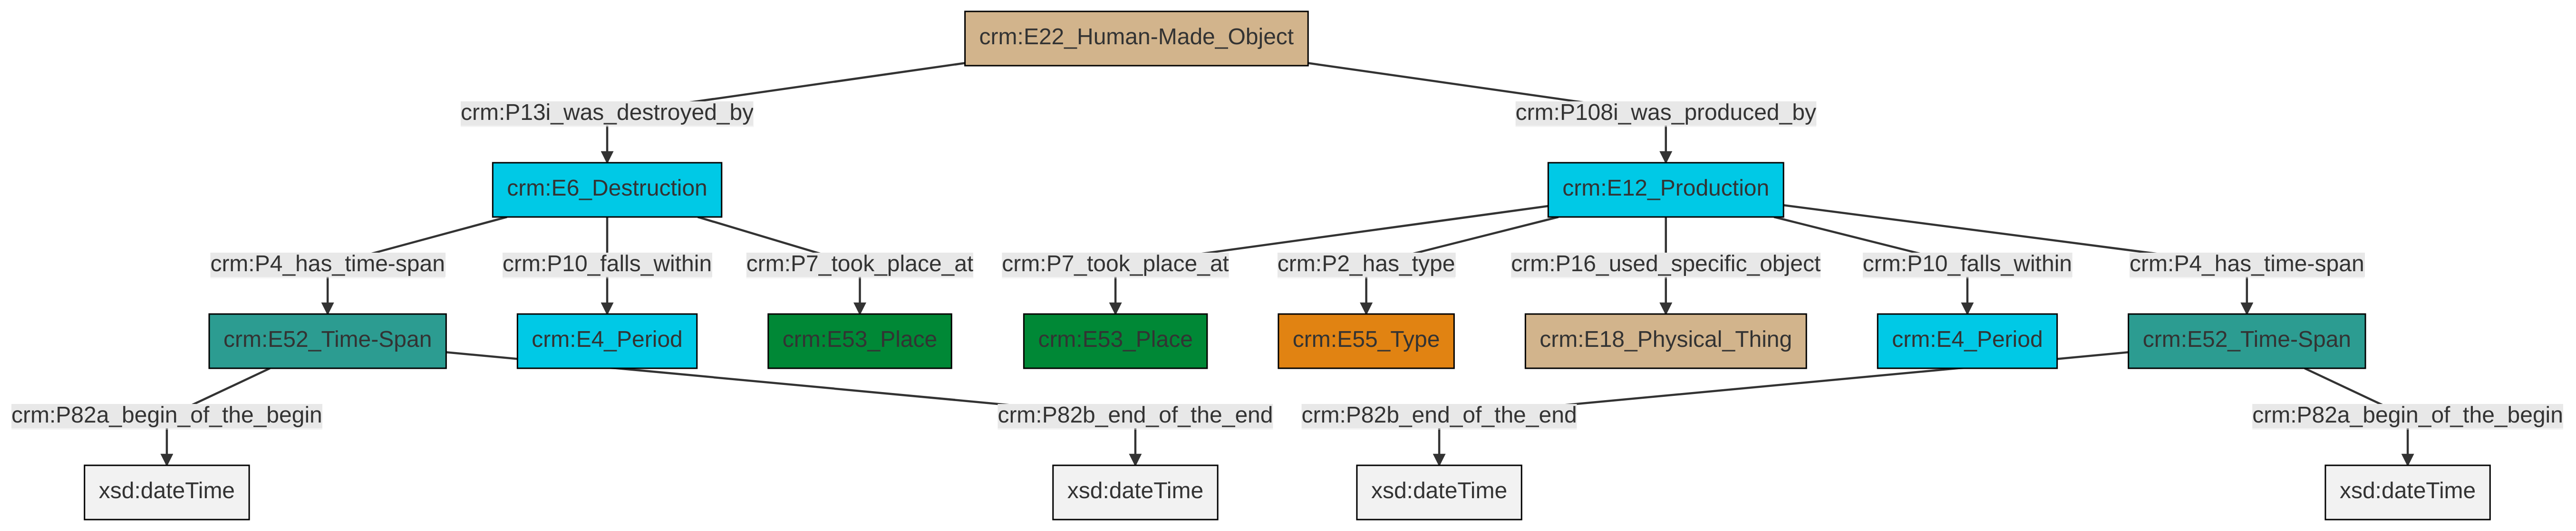 crm:E22_Human-Made_Object
crm:P13i_was_destroyed_by
crm:P108i_was_produced_by
crm:E6_Destruction
crm:E12_Production
crm:P4_has_time-span
crm:P10_falls_within
crm:P7_took_place_at
crm:P7_took_place_at
crm:P2_has_type
crm:P16_used_specific_object
crm:P10_falls_within
crm:P4_has_time-span
crm:E52_Time-Span
crm:E4_Period
crm:E53_Place
crm:E53_Place
crm:E55_Type
crm:E18_Physical_Thing
crm:E4_Period
crm:E52_Time-Span
crm:P82a_begin_of_the_begin
crm:P82b_end_of_the_end
crm:P82b_end_of_the_end
crm:P82a_begin_of_the_begin
xsd:dateTime
xsd:dateTime
xsd:dateTime
xsd:dateTime